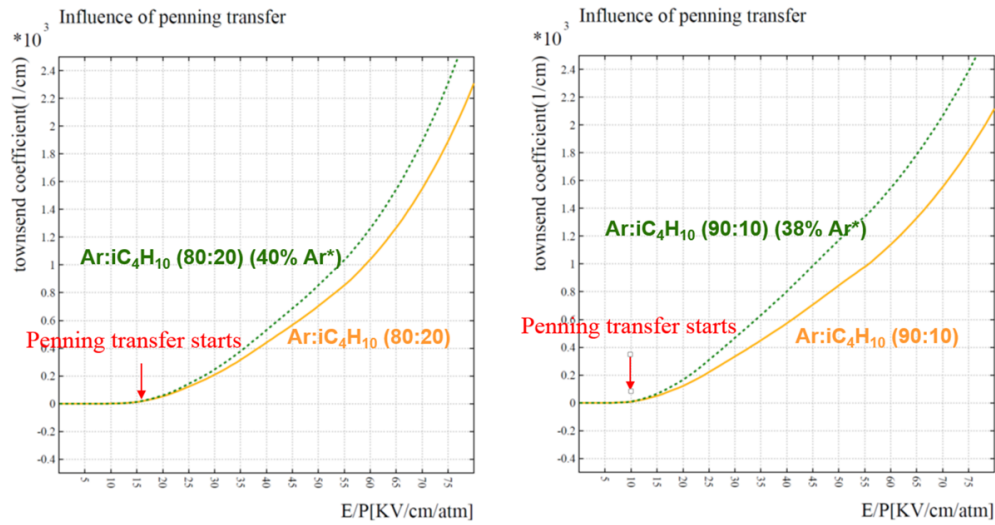 Influence of penning transfer
*10³
townsend coefficient(1/cm)
2.4
2.2
2
1.8
1.6
1.4
1.2
1
0.8
0.6
0.4
0.2
0
-0.2
-0.4
Ar:iC₄H₁₀ (80:20) (40% Ar*)
Penning transfer starts
Ar:iC₄H₁₀ (80:20)
5 10 15 20 25 30 35 40 45 50 55 60 65 70 75
E/P[KV/cm/atm]
Influence of penning transfer
*10³
townsend coefficient(1/cm)
2.4
2.2
2
1.8
1.6
1.4
1.2
1
0.8
0.6
0.4
0.2
0
-0.2
-0.4
Ar:iC₄H₁₀ (90:10) (38% Ar*)
Penning transfer starts
Ar:iC₄H₁₀ (90:10)
5 10 15 20 25 30 35 40 45 50 55 60 65 70 75
E/P[KV/cm/atm]